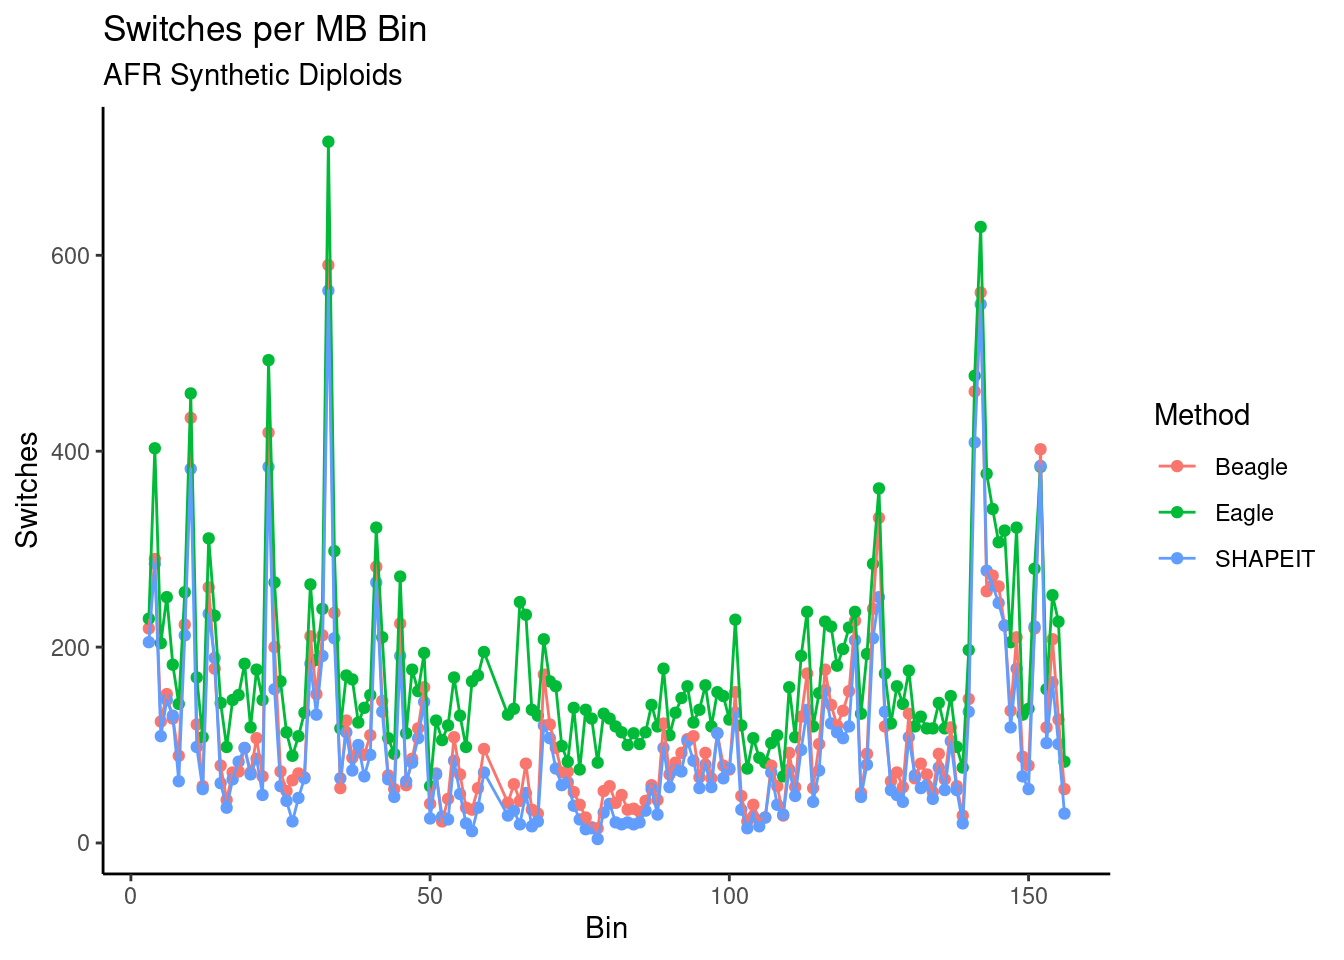 Switches per MB Bin
AFR Synthetic Diploids
Switches
600
400
200
0
0 50 100 150
Bin
Method
Beagle
Eagle
SHAPEIT